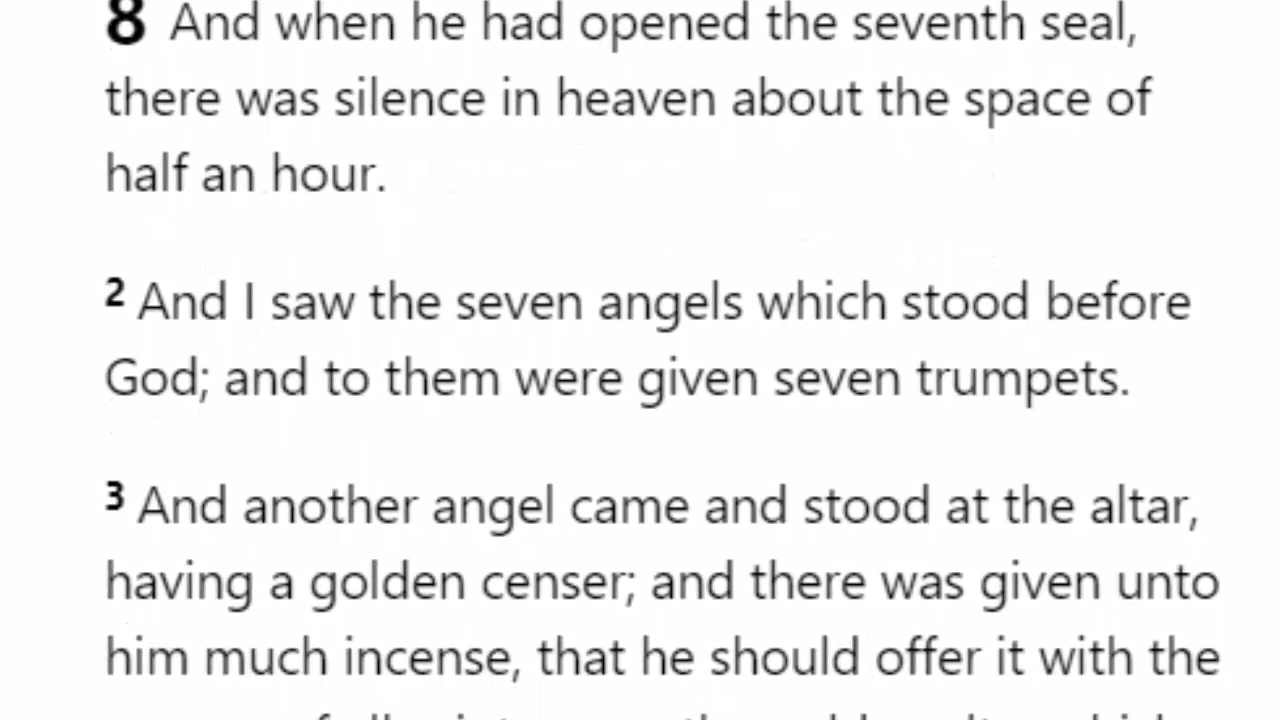 8 And when he had opened the seventh seal,
there was silence in heaven about the space of
half an hour.
2 And I saw the seven angels which stood before
God; and to them were given seven trumpets.
3 And another angel came and stood at the altar,
having a golden censer; and there was given unto
him much incense, that he should offer it with the